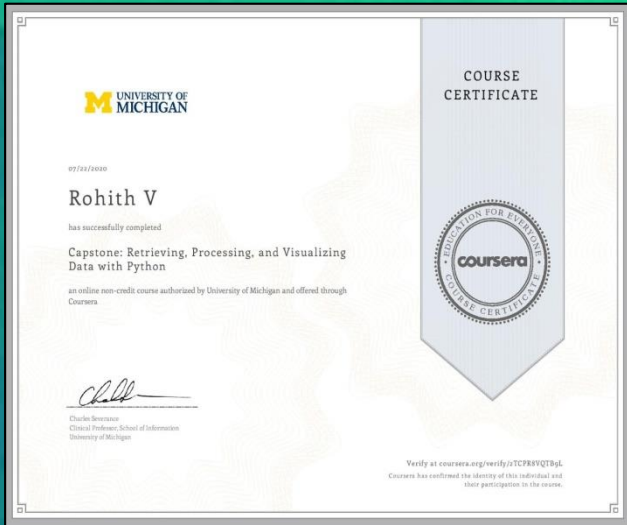 UNIVERSITY OF
MICHIGAN
07/22/2020
Rohith V
has successfully completed
Capstone: Retrieving, Processing, and Visualizing
Data with Python
an online non-credit course authorized by University of Michigan and offered through
Coursera
Charles Severance
Clinical Professor, School of Information
University of Michigan
COURSE
CERTIFICATE
EDUCATION FOR EVERYONE
coursera
COURSE CERTIFICATE
Verify at coursera.org/verify/2TCPR8VQTB9L
Coursera has confirmed the identity of this individual and
their participation in the course.